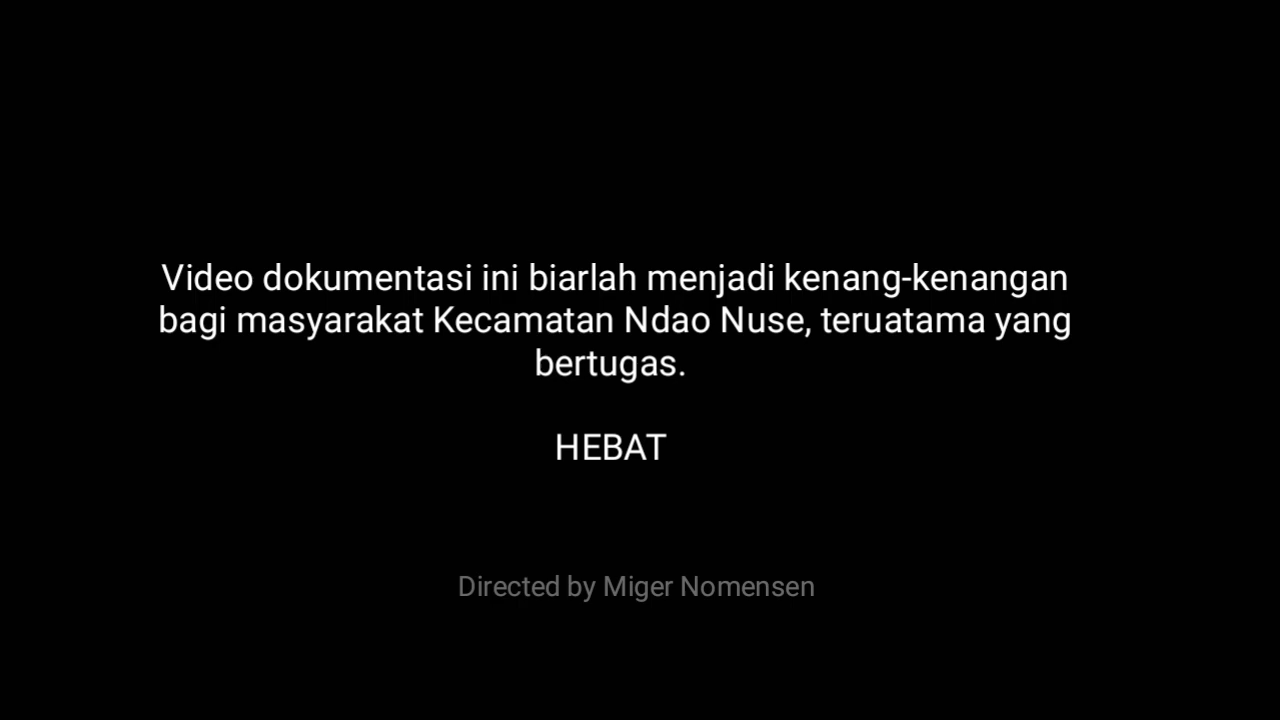 Video dokumentasi ini biarlah menjadi kenang-kenangan
bagi masyarakat Kecamatan Ndao Nuse, teruatama yang
bertugas.
HEBAT
Directed by Miger Nomensen